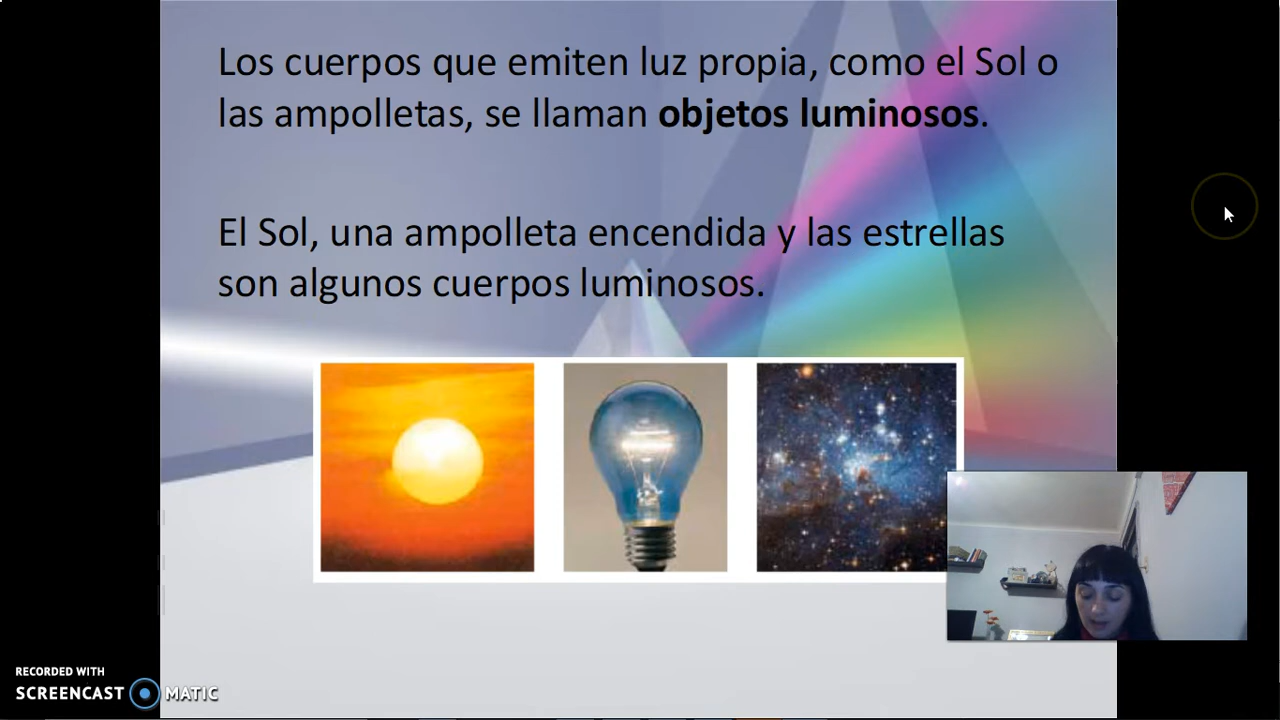 Los cuerpos que emiten luz propia, como el Sol o
las ampolletas, se llaman objetos luminosos.
El Sol, una ampolleta encendida y las estrellas
son algunos cuerpos luminosos.
RECORDED WITH
SCREENCAST MATIC